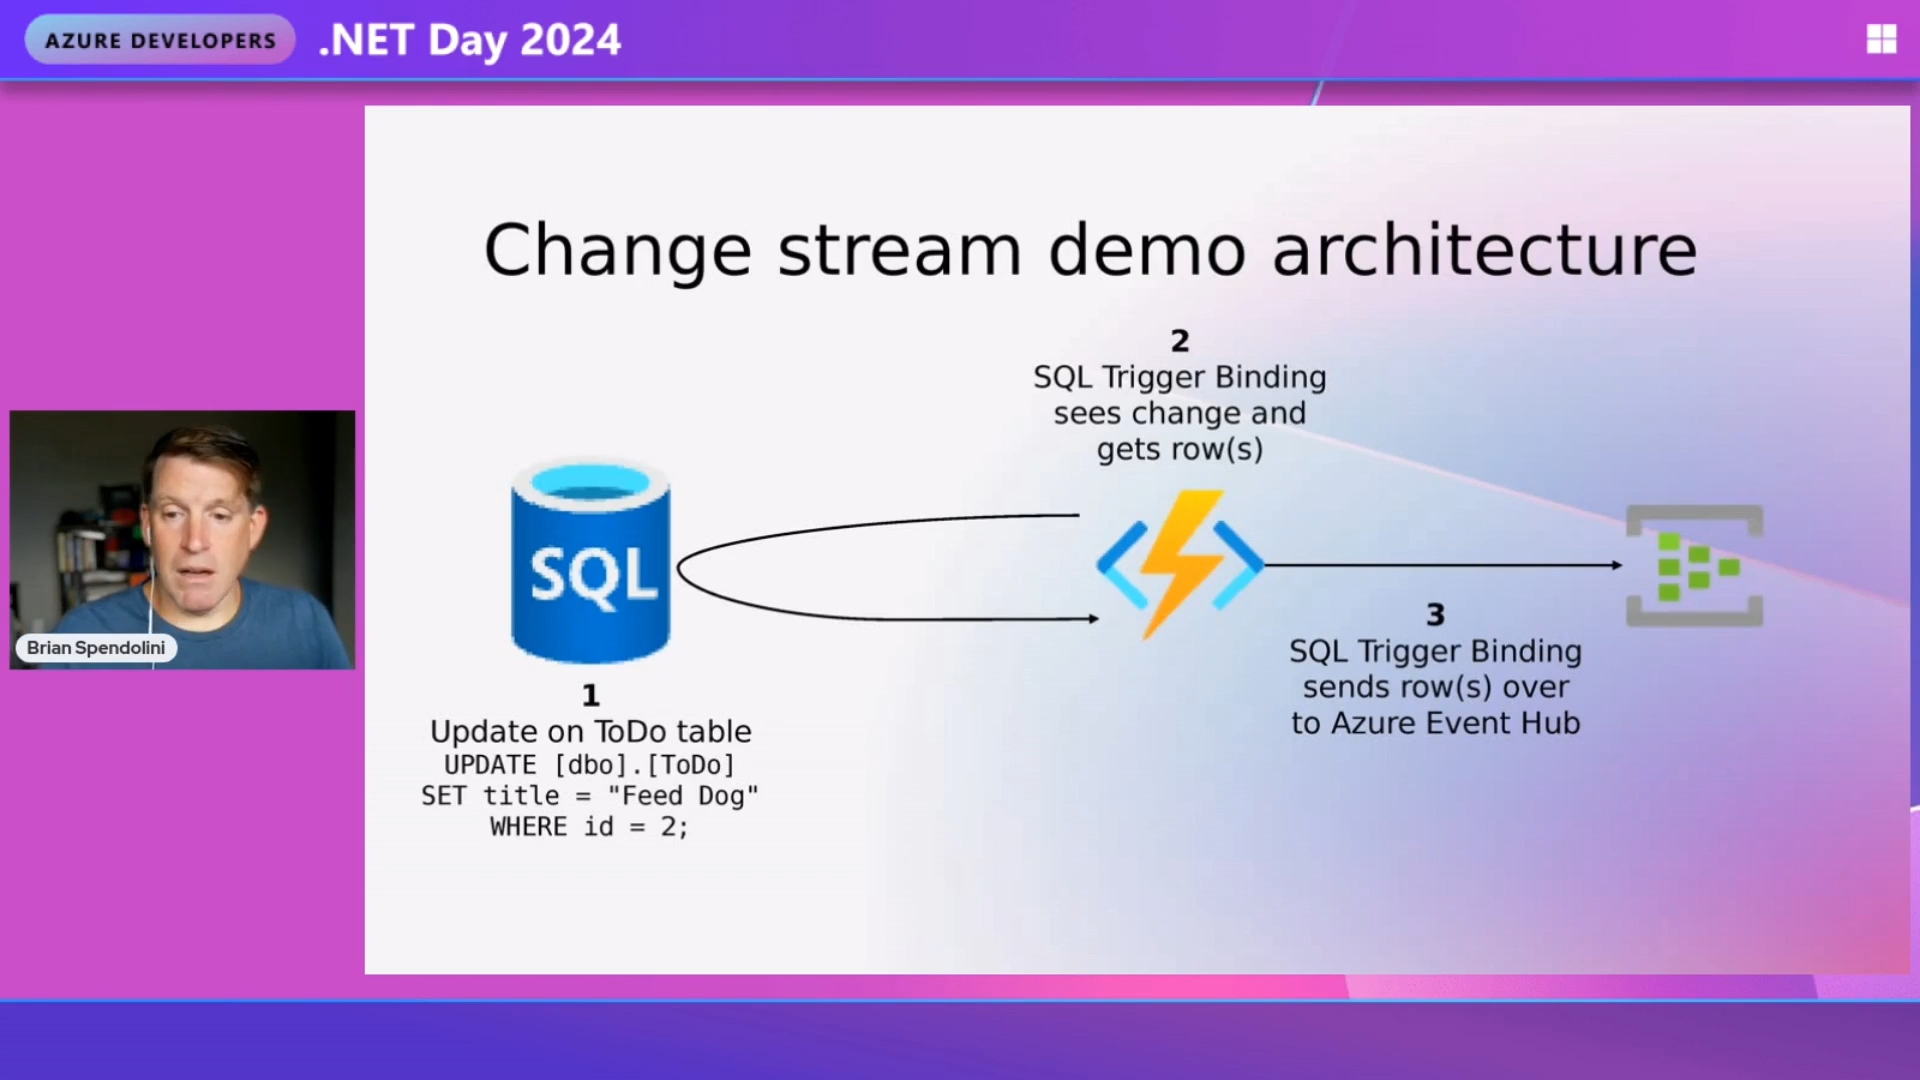 AZURE DEVELOPERS .NET Day 2024
Change stream demo architecture
2
SQL Trigger Binding
sees change and
gets row(s)
SQL
Brian Spendolini
3
SQL Trigger Binding
sends row(s) over
to Azure Event Hub
1
Update on ToDo table
UPDATE [dbo].[ToDo]
SET title = "Feed Dog"
WHERE id = 2;